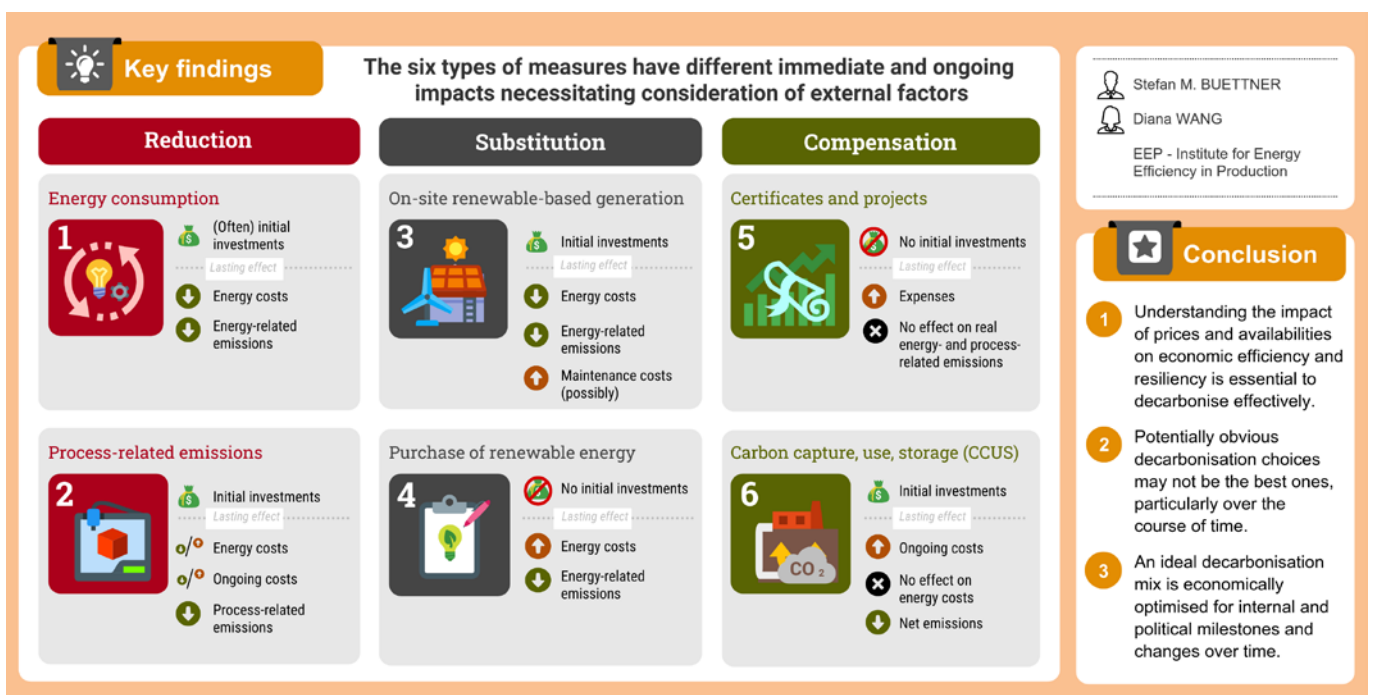 Key findings
The six types of measures have different immediate and ongoing
impacts necessitating consideration of external factors
Reduction
Energy consumption
1
(Often) initial
investments
Lasting effect
Energy costs
Energy-related
emissions
Process-related emissions
2
Initial investments
Lasting effect
o/ Energy costs
o/ Ongoing costs
Process-related
emissions
Substitution
On-site renewable-based generation
3
Initial investments
Lasting effect
Energy costs
Energy-related
emissions
Maintenance costs
(possibly)
Purchase of renewable energy
4
No initial investments
Lasting effect
Energy costs
Energy-related
emissions
Compensation
Certificates and projects
5
No initial investments
Lasting effect
Expenses
No effect on real
energy- and process-
related emissions
Carbon capture, use, storage (CCUS)
6
CO2
Initial investments
Lasting effect
Ongoing costs
No effect on
energy costs
Net emissions
Stefan M. BUETTNER
Diana WANG
EEP - Institute for Energy
Efficiency in Production
Conclusion
1
Understanding the impact
of prices and availabilities
on economic efficiency and
resiliency is essential to
decarbonise effectively.
2
Potentially obvious
decarbonisation choices
may not be the best ones,
particularly over the
course of time.
3
An ideal decarbonisation
mix is economically
optimised for internal and
political milestones and
changes over time.